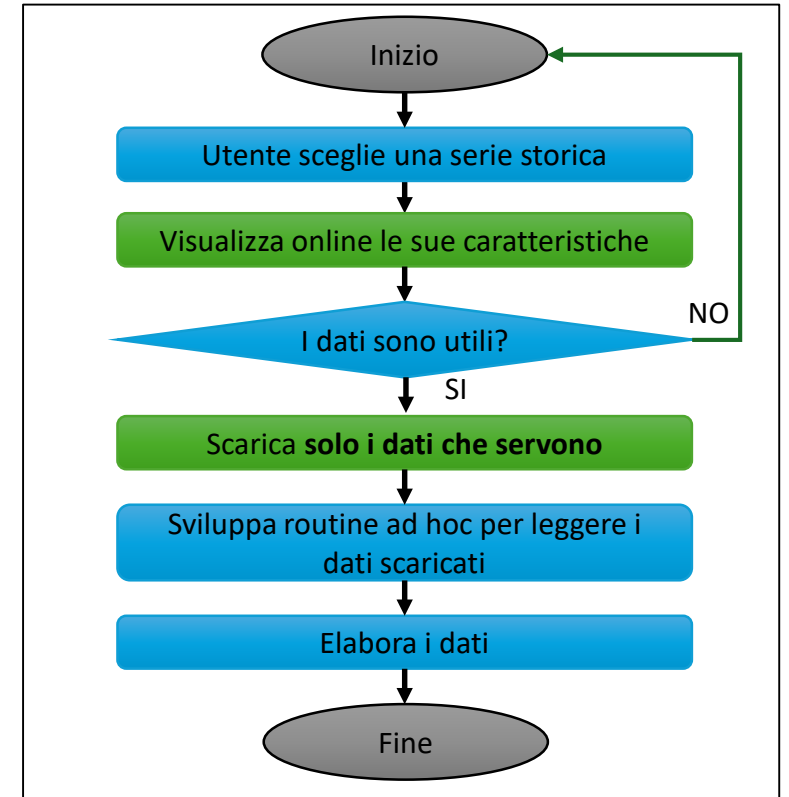 Inizio
Utente sceglie una serie storica
Visualizza online le sue caratteristiche
I dati sono utili?
NO
SI
Scarica solo i dati che servono
Sviluppa routine ad hoc per leggere i
dati scaricati
Elabora i dati
Fine